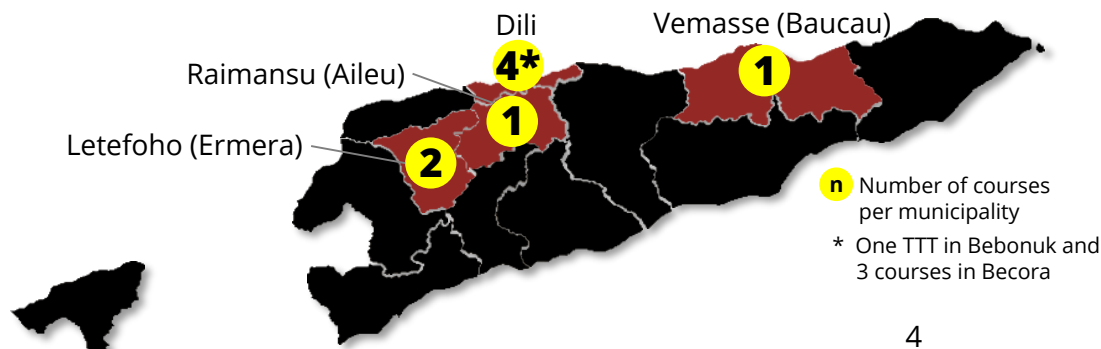 Dili
4*
Vemasse (Baucau)
1
Raimansu (Aileu)
1
Letefoho (Ermera)
2
n Number of courses
per municipality
* One TTT in Bebonuk and
3 courses in Becora
4